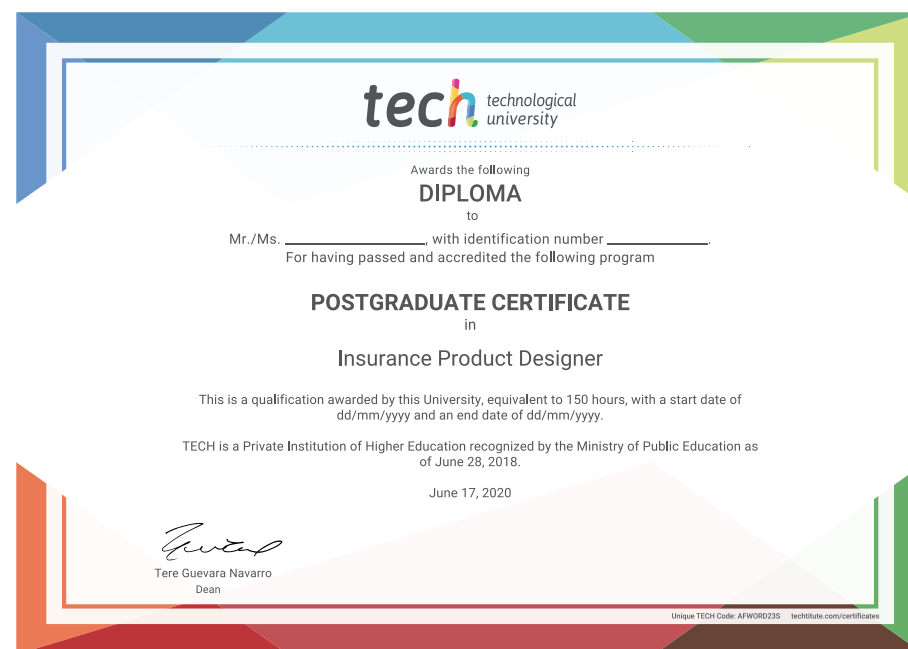 tech technological
university
Awards the following
DIPLOMA
to
Mr./Ms. ____________________, with identification number ______________.
For having passed and accredited the following program
POSTGRADUATE CERTIFICATE
in
Insurance Product Designer
This is a qualification awarded by this University, equivalent to 150 hours, with a start date of
dd/mm/yyyy and an end date of dd/mm/yyyy.
TECH is a Private Institution of Higher Education recognized by the Ministry of Public Education as
of June 28, 2018.
June 17, 2020
Tere Guevara Navarro
Dean
Unique TECH Code: AFWORD23S techtitute.com/certificates